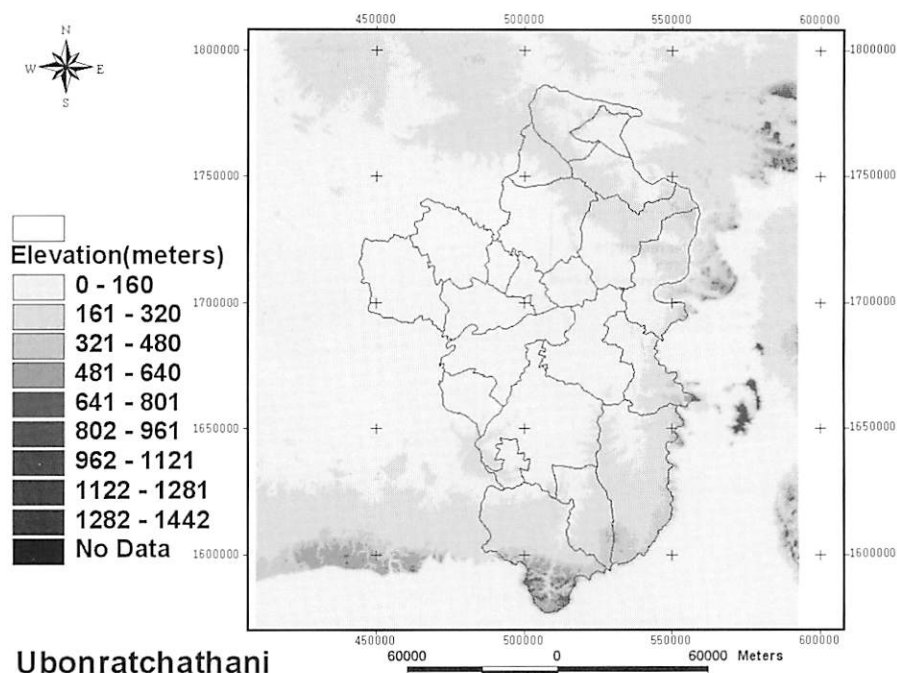 450000 500000 550000 600000
N
W E
S
1800000 1800000
1750000 1750000
1700000 1700000
1650000 1650000
1600000 1600000
Elevation(meters)
0 - 160
161 - 320
321 - 480
481 - 640
641 - 801
802 - 961
962 - 1121
1122 - 1281
1282 - 1442
No Data
450000 500000 550000 600000
Ubonratchathani
60000 0 60000 Meters